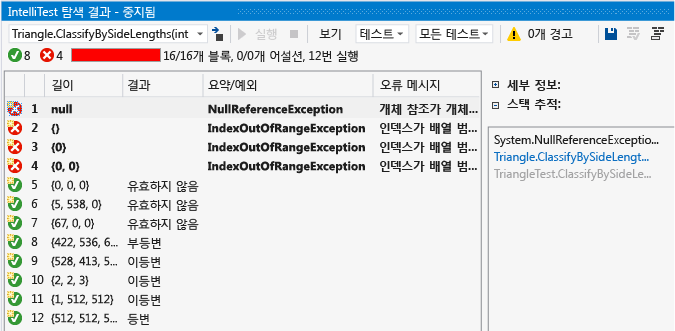 IntelliTest 탐색 결과 - 중지됨
Triangle.ClassifyBySideLengths(int 실행 보기 테스트 모든 테스트 0개 경고
8 4 16/16개 블록, 0/0개 어설션, 12번 실행
길이 결과 요약/예외 오류 메시지
1 null NullReferenceException 개체 참조가 개체...
2 {} IndexOutOfRangeException 인덱스가 배열 범...
3 {0} IndexOutOfRangeException 인덱스가 배열 범...
4 {0, 0} IndexOutOfRangeException 인덱스가 배열 범...
5 {0, 0, 0} 유효하지 않음
6 {5, 538, 0} 유효하지 않음
7 {67, 0, 0} 유효하지 않음
8 {422, 536, 6... 부등변
9 {528, 413, 5... 이등변
10 {2, 2, 3} 이등변
11 {1, 512, 512} 이등변
12 {512, 512, 5... 등변
세부 정보:
스택 추적:
System.NullReferenceExceptio...
Triangle.ClassifyBySideLengt...
TriangleTest.ClassifyBySideLe...